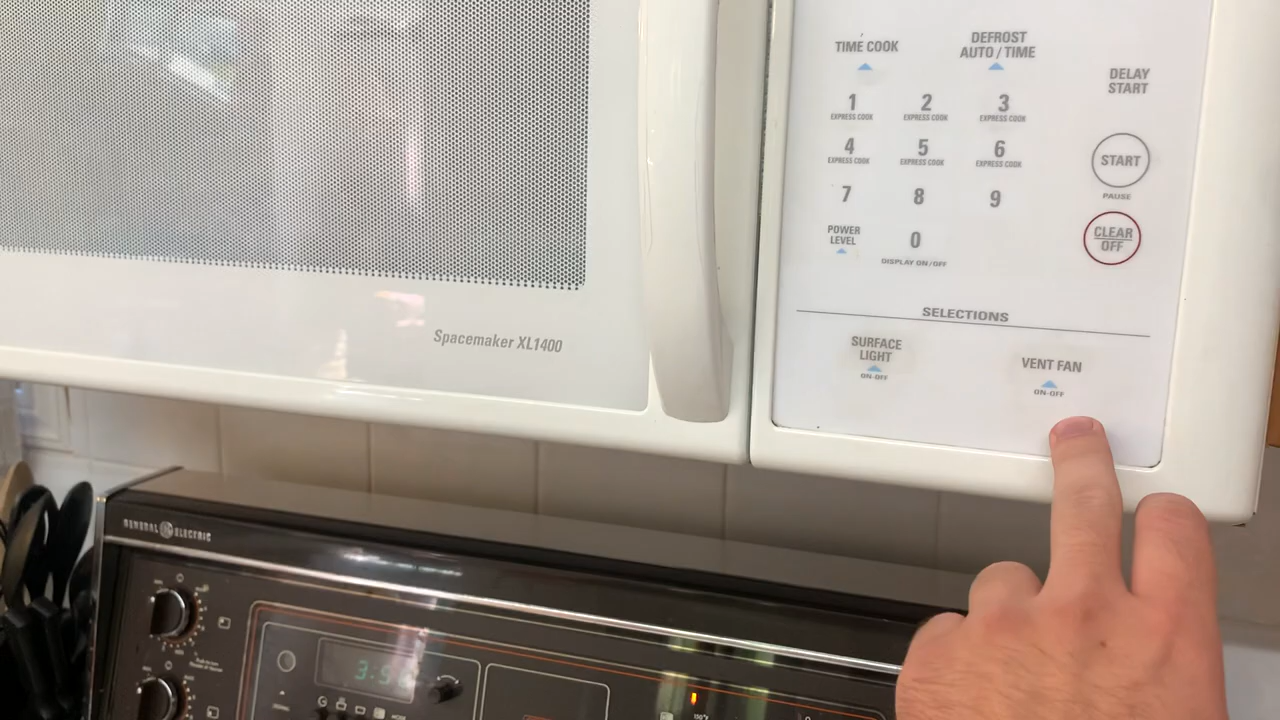 TIME COOK
DEFROST
AUTO / TIME
DELAY
START
1
EXPRESS COOK
2
EXPRESS COOK
3
EXPRESS COOK
4
EXPRESS COOK
5
EXPRESS COOK
6
EXPRESS COOK
START
PAUSE
7
8
9
POWER
LEVEL
0
DISPLAY ON/OFF
CLEAR
OFF
SELECTIONS
SURFACE
LIGHT
ON-OFF
VENT FAN
ON-OFF
Spacemaker XL1400
GENERAL ELECTRIC
150°F